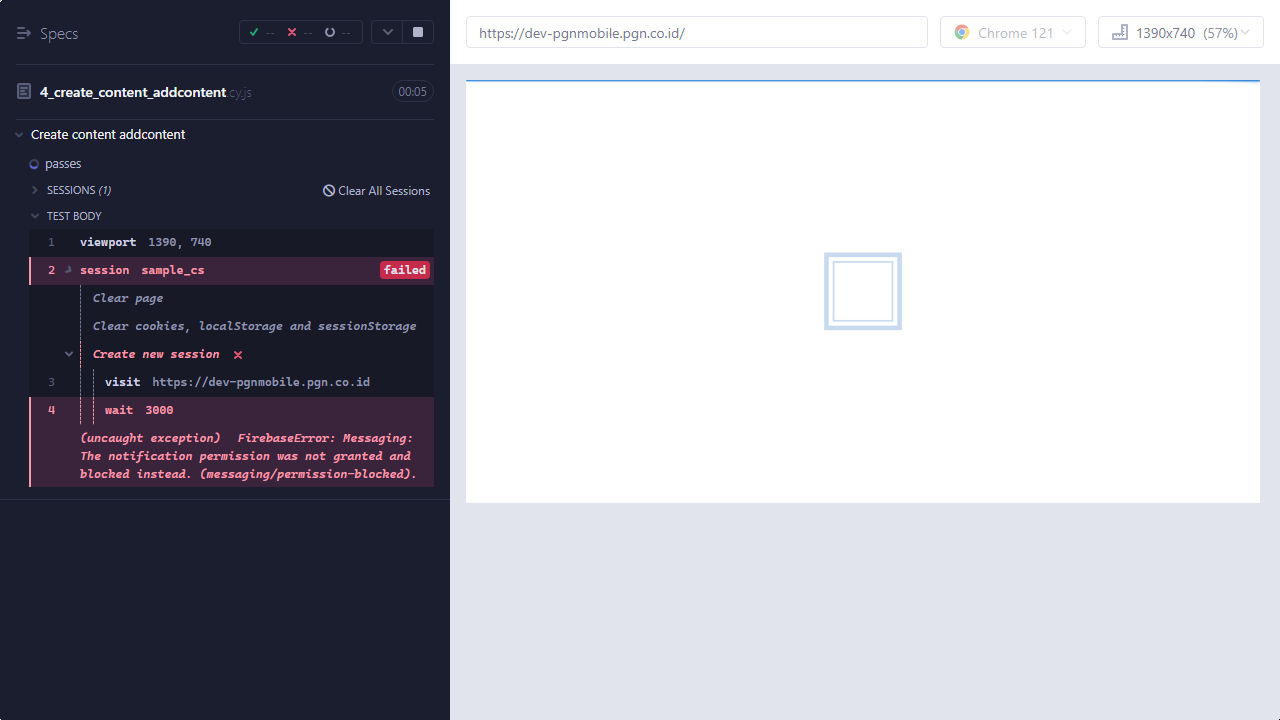 Specs
-- -- --
4_create_content_addcontent.cy.js
00:05
Create content addcontent
passes
SESSIONS (1)
Clear All Sessions
TEST BODY
1 viewport 1390, 740
2 session sample_cs failed
Clear page
Clear cookies, localStorage and sessionStorage
Create new session
3 visit https://dev-pgnmobile.pgn.co.id
4 wait 3000
(uncaught exception) FirebaseError: Messaging:
The notification permission was not granted and
blocked instead. (messaging/permission-blocked).
https://dev-pgnmobile.pgn.co.id/
Chrome 121
1390x740 (57%)